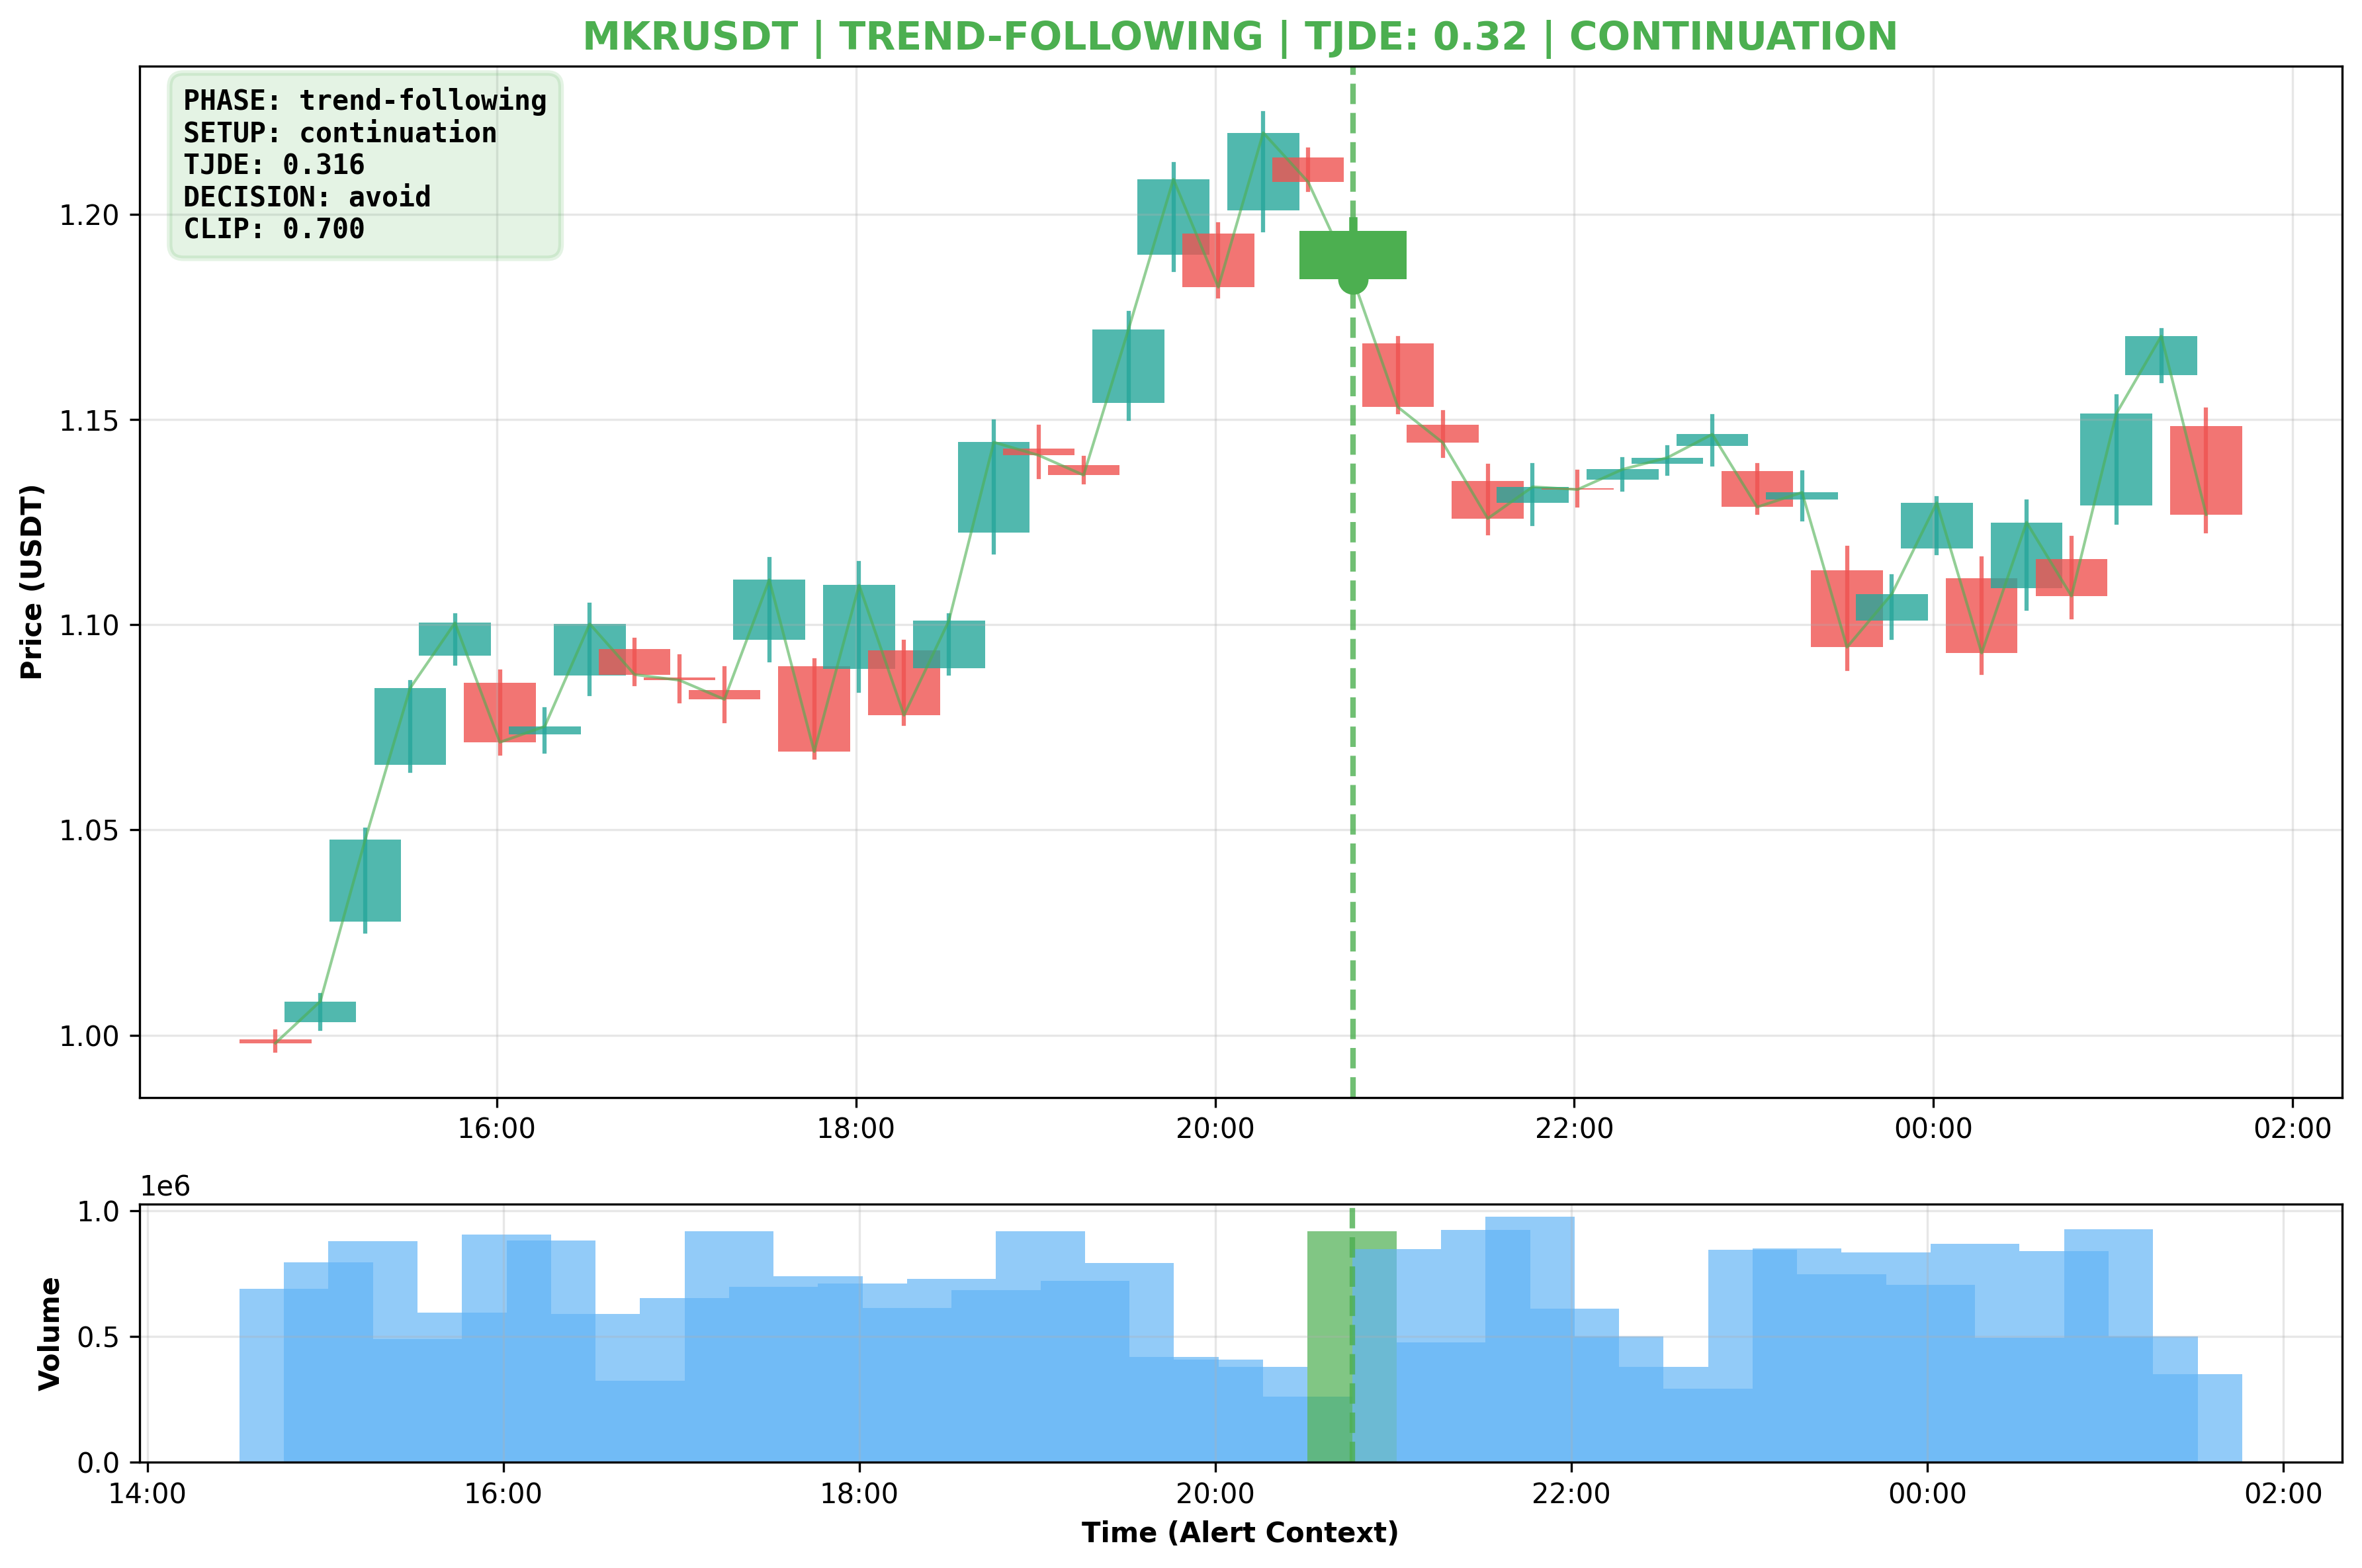 MKRUSDT | TREND-FOLLOWING | TJDE: 0.32 | CONTINUATION
PHASE: trend-following
SETUP: continuation
TJDE: 0.316
DECISION: avoid
CLIP: 0.700
Price (USDT)
1.20
1.15
1.10
1.05
1.00
16:00 18:00 20:00 22:00 00:00 02:00
1e6
Volume
1.0
0.5
0.0
14:00 16:00 18:00 20:00 22:00 00:00 02:00
Time (Alert Context)